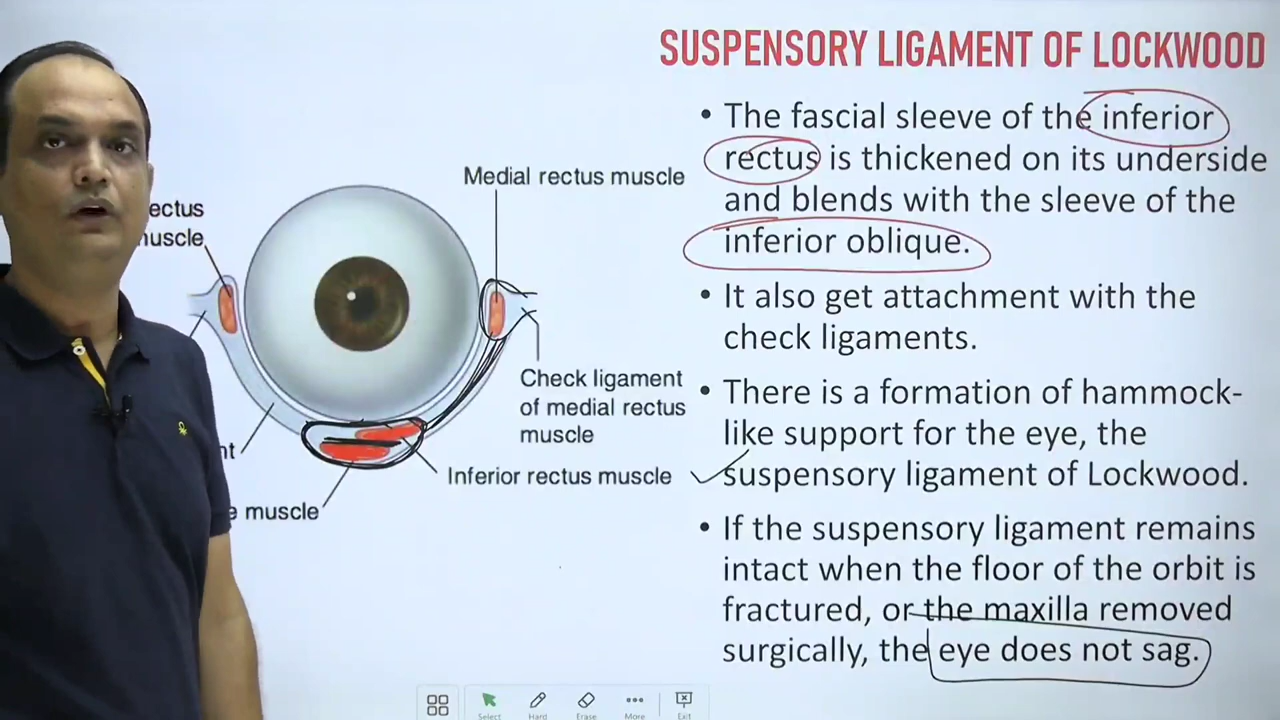 SUSPENSORY LIGAMENT OF LOCKWOOD
• The fascial sleeve of the inferior
rectus is thickened on its underside
and blends with the sleeve of the
inferior oblique.
• It also get attachment with the
check ligaments.
• There is a formation of hammock-
like support for the eye, the
suspensory ligament of Lockwood.
• If the suspensory ligament remains
intact when the floor of the orbit is
fractured, or the maxilla removed
surgically, the eye does not sag.
Medial rectus muscle
ectus
muscle
Check ligament
of medial rectus
muscle
Inferior rectus muscle
nt
e muscle
Select
Hard
Erase
More
Exit